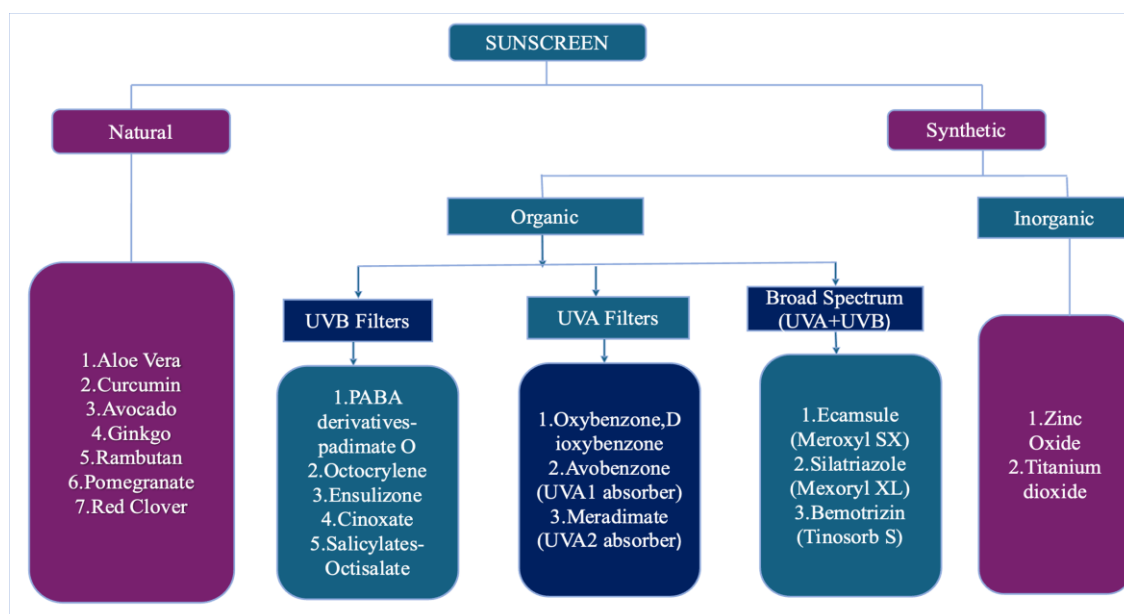 SUNSCREEN
Natural
Synthetic
Organic
Inorganic
UVB Filters
UVA Filters
Broad Spectrum
(UVA+UVB)
1.Aloe Vera
2.Curcumin
3.Avocado
4.Ginkgo
5.Rambutan
6.Pomegranate
7.Red Clover
1.PABA
derivatives-
padimate O
2.Octocrylene
3.Ensulizone
4.Cinoxate
5.Salicylates-
Octisalate
1.Oxybenzone,D
ioxybenzone
2.Avobenzone
(UVA1 absorber)
3.Meradimate
(UVA2 absorber)
1.Ecamsule
(Meroxyl SX)
2.Silatriazole
(Mexoryl XL)
3.Bemotrizin
(Tinosorb S)
1.Zinc
Oxide
2.Titanium
dioxide